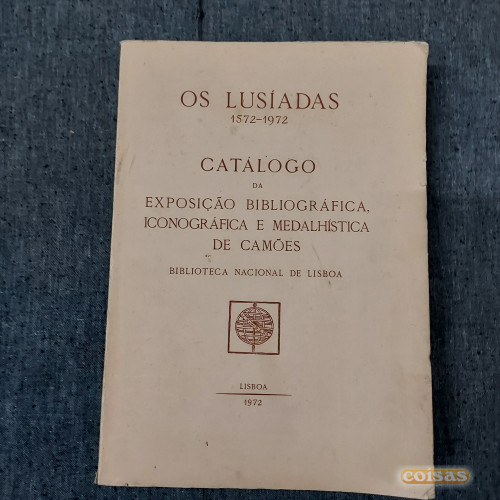 OS LUSÍADAS
1572-1972
CATÁLOGO
DA
EXPOSIÇÃO BIBLIOGRÁFICA,
ICONOGRÁFICA E MEDALHÍSTICA
DE CAMÕES
BIBLIOTECA NACIONAL DE LISBOA
LISBOA
1972
coisas